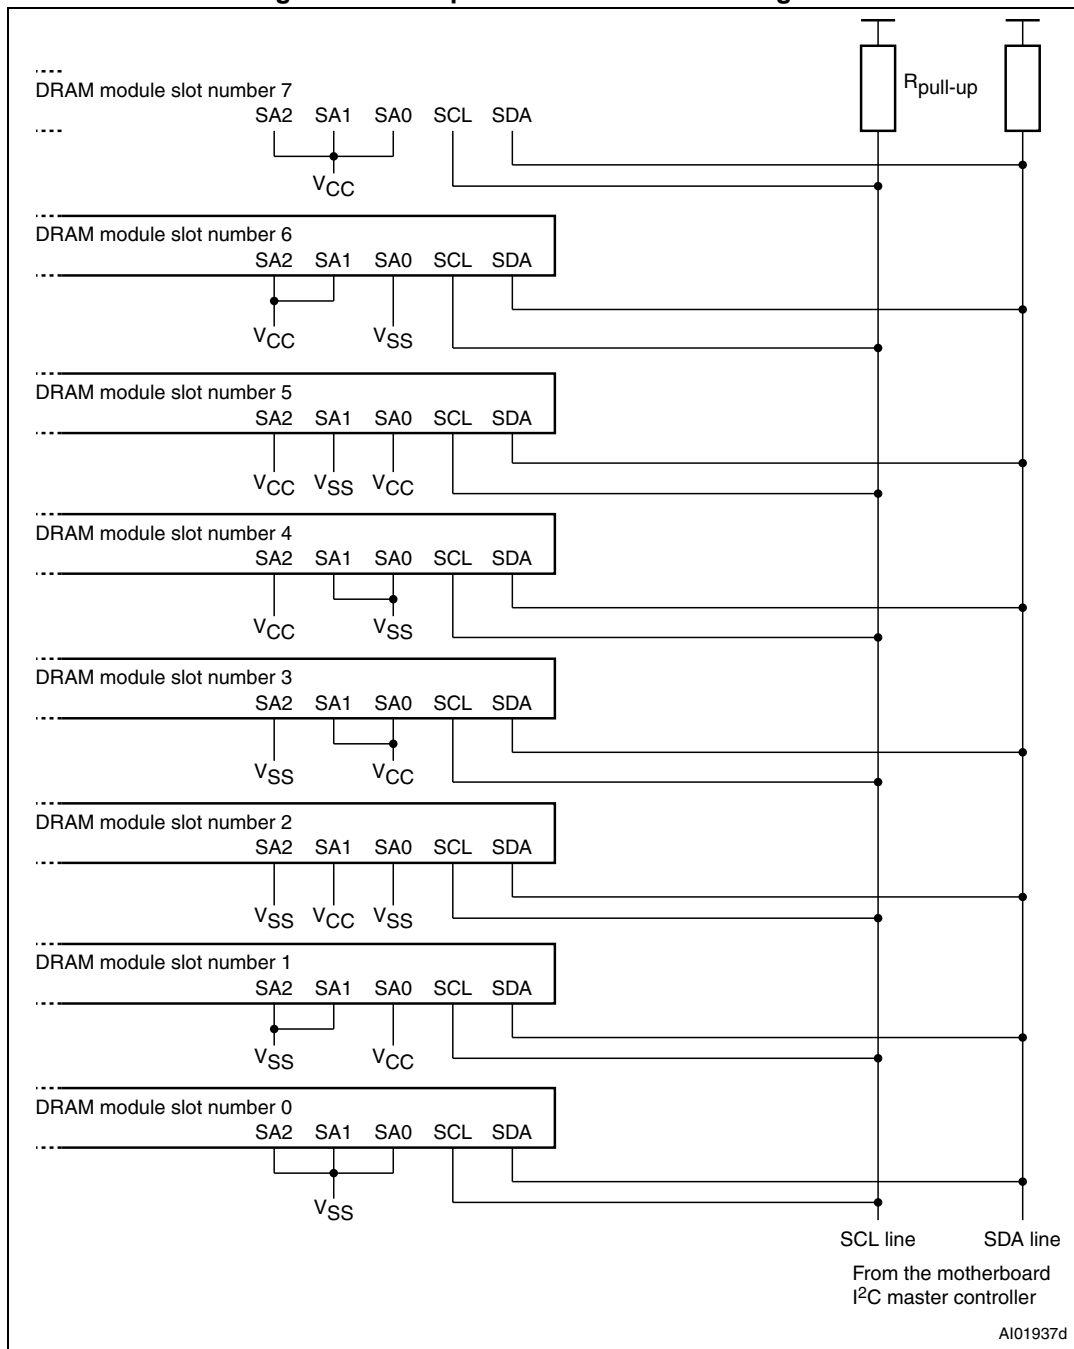 DRAM module slot number 7
SA2 SA1 SA0 SCL SDA
Rpull-up
VCC
DRAM module slot number 6
SA2 SA1 SA0 SCL SDA
VCC VSS
DRAM module slot number 5
SA2 SA1 SA0 SCL SDA
VCC VSS VCC
DRAM module slot number 4
SA2 SA1 SA0 SCL SDA
VCC VSS
DRAM module slot number 3
SA2 SA1 SA0 SCL SDA
VSS VCC
DRAM module slot number 2
SA2 SA1 SA0 SCL SDA
VSS VCC VSS
DRAM module slot number 1
SA2 SA1 SA0 SCL SDA
VSS VCC
DRAM module slot number 0
SA2 SA1 SA0 SCL SDA
VSS
SCL line SDA line
From the motherboard
I2C master controller
AI01937d